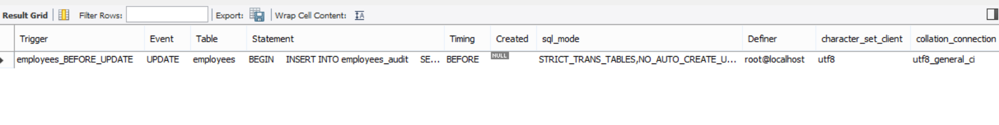 Result Grid Filter Rows: Export: Wrap Cell Content: IA
Trigger Event Table Statement Timing Created sql_mode Definer character_set_client collation_connection
employees_BEFORE_UPDATE UPDATE employees BEGIN INSERT INTO employees_audit SE... BEFORE NULL STRICT_TRANS_TABLES,NO_AUTO_CREATE_U... root@localhost utf8 utf8_general_ci